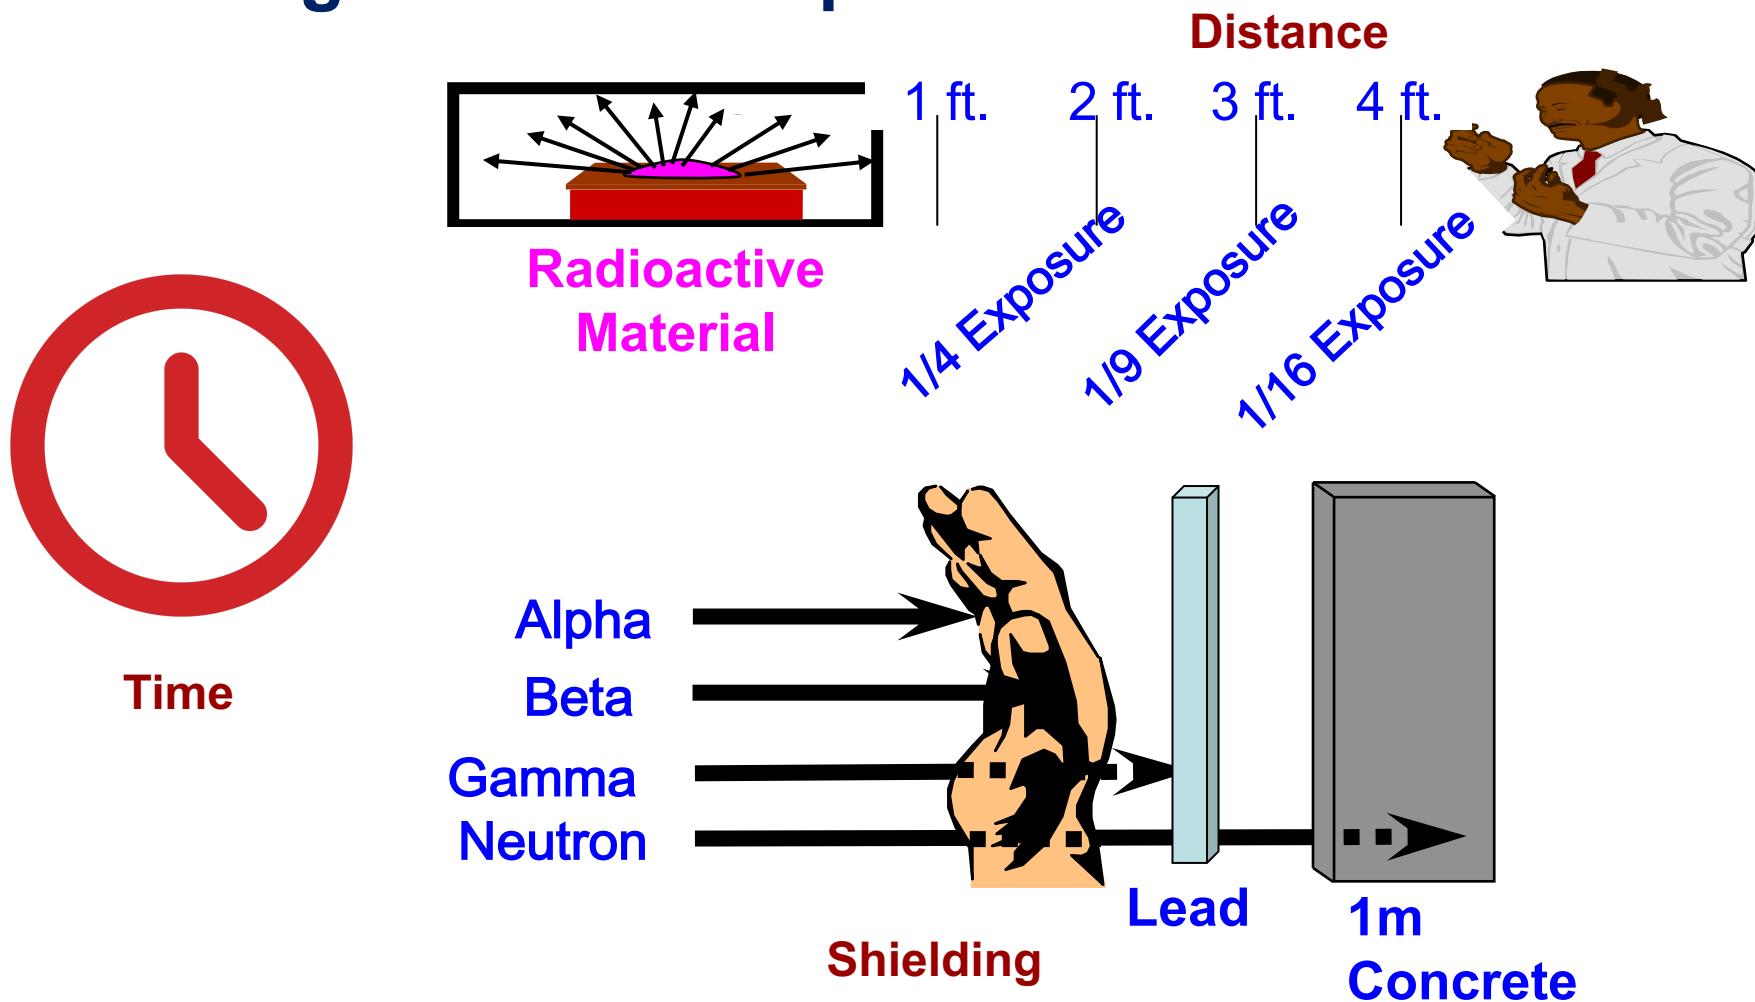 Distance
1 ft.
2 ft.
3 ft.
4 ft.
Radioactive
Material
1/4 Exposure
1/9 Exposure
1/16 Exposure
Time
Alpha
Beta
Gamma
Neutron
Lead
1m
Concrete
Shielding